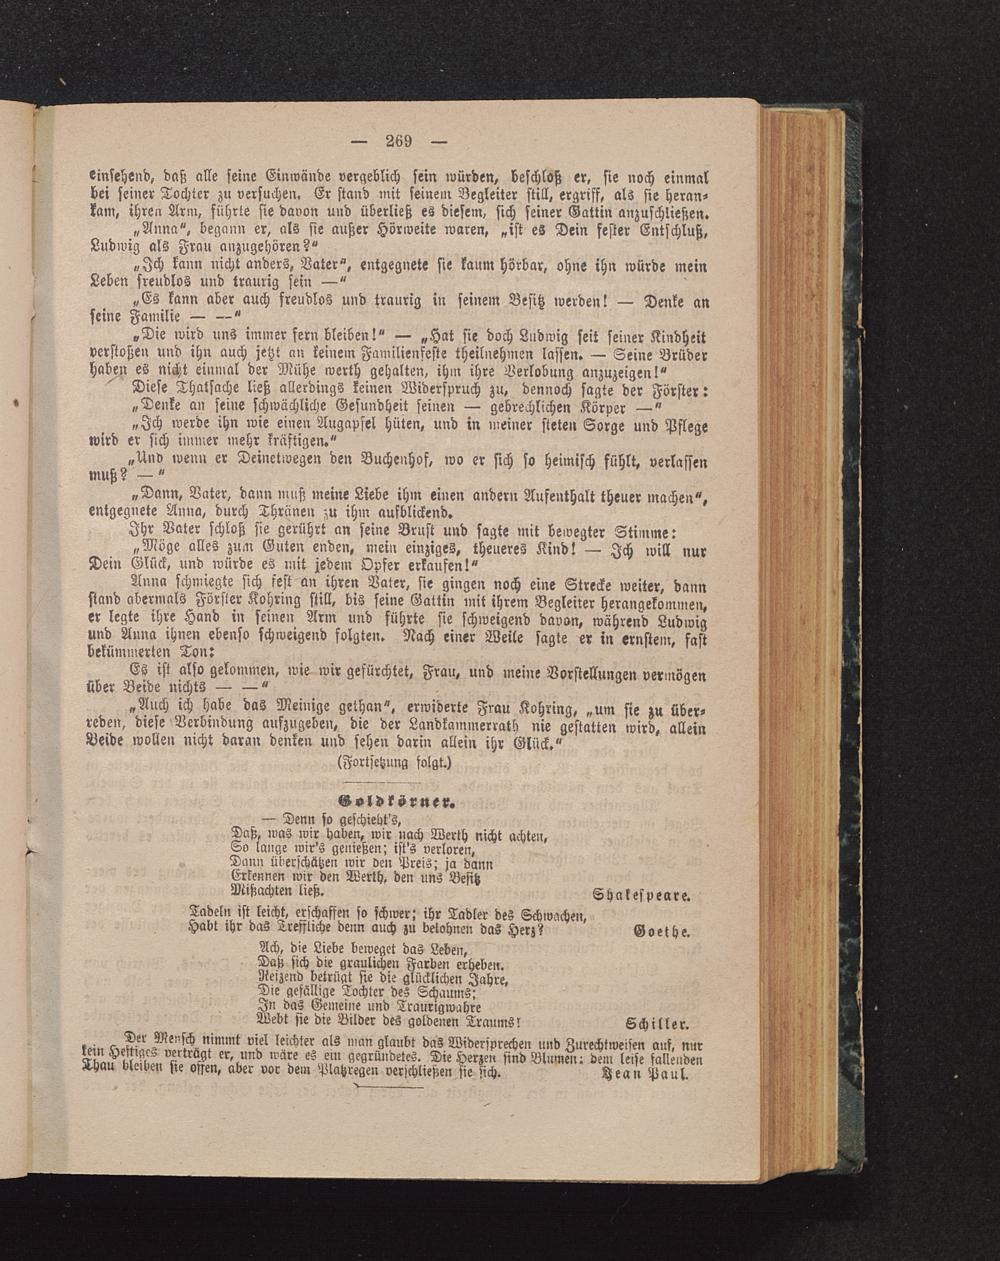 — 269 —
einsehend, daß alle seine Einwände vergeblich sein würden, beschloß er, sie noch einmal
bei seiner Tochter zu versuchen. Er stand mit seinem Begleiter still, ergriff, als sie heran-
kam, ihren Arm, führte sie davon und überließ es diesem, sich seiner Gattin anzuschließen.
„Anna“, begann er, als sie außer Hörweite waren, „ist es Dein fester Entschluß,
Ludwig als Frau anzugehören?“
„Ich kann nicht anders, Vater“, entgegnete sie kaum hörbar, ohne ihn würde mein
Leben freudlos und traurig sein —“
„Es kann aber auch freudlos und traurig in seinem Besitz werden! — Denke an
seine Familie — —“
„Die wird uns immer fern bleiben!“ — „Hat sie doch Ludwig seit seiner Kindheit
verstoßen und ihn auch jetzt an keinem Familienfeste theilnehmen lassen. — Seine Brüder
haben es nicht einmal der Mühe werth gehalten, ihm ihre Verlobung anzuzeigen!“
Diese Thatsache ließ allerdings keinen Widerspruch zu, dennoch sagte der Förster:
„Denke an seine schwächliche Gesundheit seinen — gebrechlichen Körper —“
„Ich werde ihn wie einen Augapfel hüten, und in meiner steten Sorge und Pflege
wird er sich immer mehr kräftigen.“
„Und wenn er Deinetwegen den Buchenhof, wo er sich so heimisch fühlt, verlassen
muß? —“
„Dann, Vater, dann muß meine Liebe ihm einen andern Aufenthalt theuer machen“,
entgegnete Anna, durch Thränen zu ihm aufblickend.
Ihr Vater schloß sie gerührt an seine Brust und sagte mit bewegter Stimme:
„Möge alles zum Guten enden, mein einziges, theueres Kind! — Ich will nur
Dein Glück, und würde es mit jedem Opfer erkaufen!“
Anna schmiegte sich fest an ihren Vater, sie gingen noch eine Strecke weiter, dann
stand abermals Förster Kohring still, bis seine Gattin mit ihrem Begleiter herangekommen,
er legte ihre Hand in seinen Arm und führte sie schweigend davon, während Ludwig
und Anna ihnen ebenso schweigend folgten. Nach einer Weile sagte er in ernstem, fast
bekümmerten Ton:
Es ist also gekommen, wie wir gefürchtet, Frau, und meine Vorstellungen vermögen
über Beide nichts — —“
„Auch ich habe das Meinige gethan“, erwiderte Frau Kohring, „um sie zu über-
reden, diese Verbindung aufzugeben, die der Landkammerrath nie gestatten wird, allein
Beide wollen nicht daran denken und sehen darin allein ihr Glück.“
(Fortsetzung folgt.)
Goldkörner.
— Denn so geschieht's,
Daß, was wir haben, wir nach Werth nicht achten,
So lange wir's genießen; ist's verloren,
Dann überschätzen wir den Preis; ja dann
Erkennen wir den Werth, den uns Besitz
Mißachten ließ. Shakespeare.
Tadeln ist leicht, erschaffen so schwer; ihr Tadler des Schwachen,
Habt ihr das Treffliche denn auch zu belohnen das Herz? Goethe.
Ach, die Liebe beweget das Leben,
Daß sich die graulichen Farben erheben.
Reizend betrügt sie die glücklichen Jahre,
Die gefällige Tochter des Schaums;
In das Gemeine und Traurigwahre
Webt sie die Bilder des goldenen Traums! Schiller.
Der Mensch nimmt viel leichter als man glaubt das Widersprechen und Zurechtweisen auf, nur
kein Heftiges verträgt er, und wäre es ein gegründetes. Die Herzen sind Blumen: dem leise fallenden
Thau bleiben sie offen, aber vor dem Platzregen verschließen sie sich. Jean Paul.